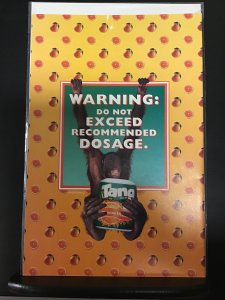 WARNING:
DO NOT
EXCEED
RECOMMENDED
DOSAGE.
Tang